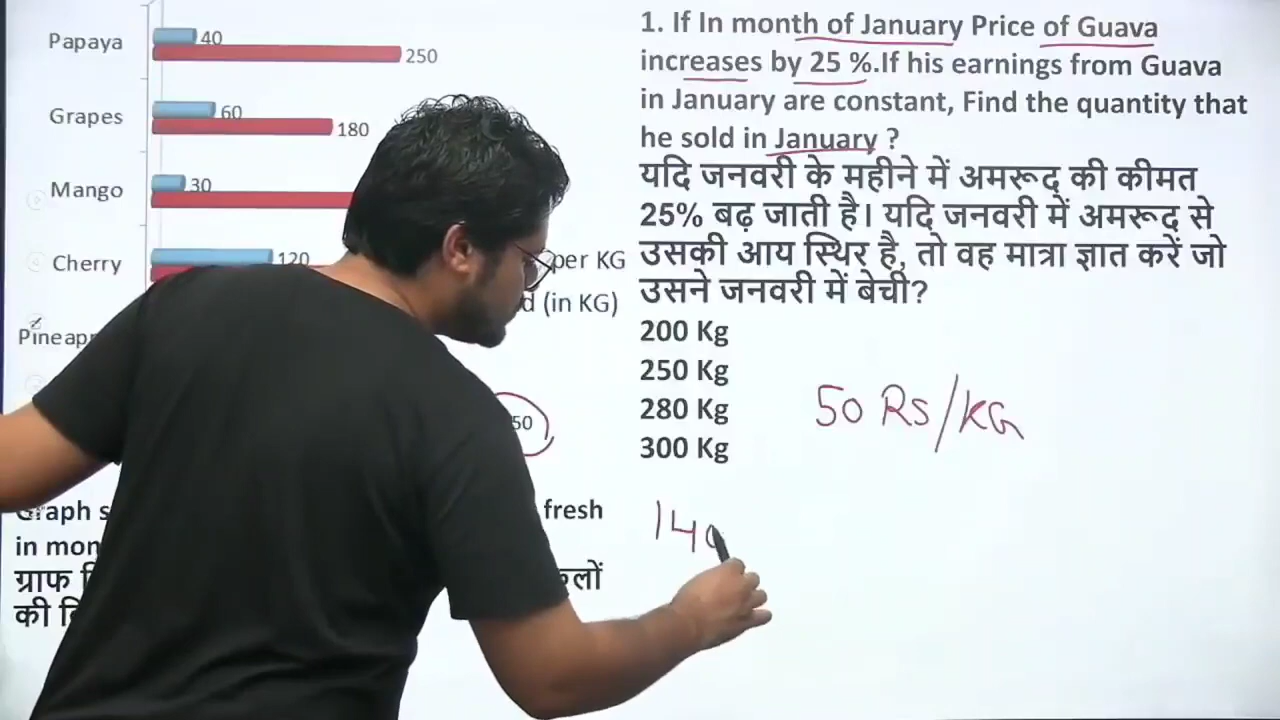 Papaya
40
250
Grapes
60
180
Mango
30
Cherry
120
per KG
(in KG)
50
fresh
in
ग्राफ
की
1. If In month of January Price of Guava
increases by 25 %.If his earnings from Guava
in January are constant, Find the quantity that
he sold in January ?
यदि जनवरी के महीने में अमरूद की कीमत
25% बढ़ जाती है। यदि जनवरी में अमरूद से
उसकी आय स्थिर है, तो वह मात्रा ज्ञात करें जो
उसने जनवरी में बेची?
200 Kg
250 Kg
280 Kg
300 Kg
50 Rs/KG
140